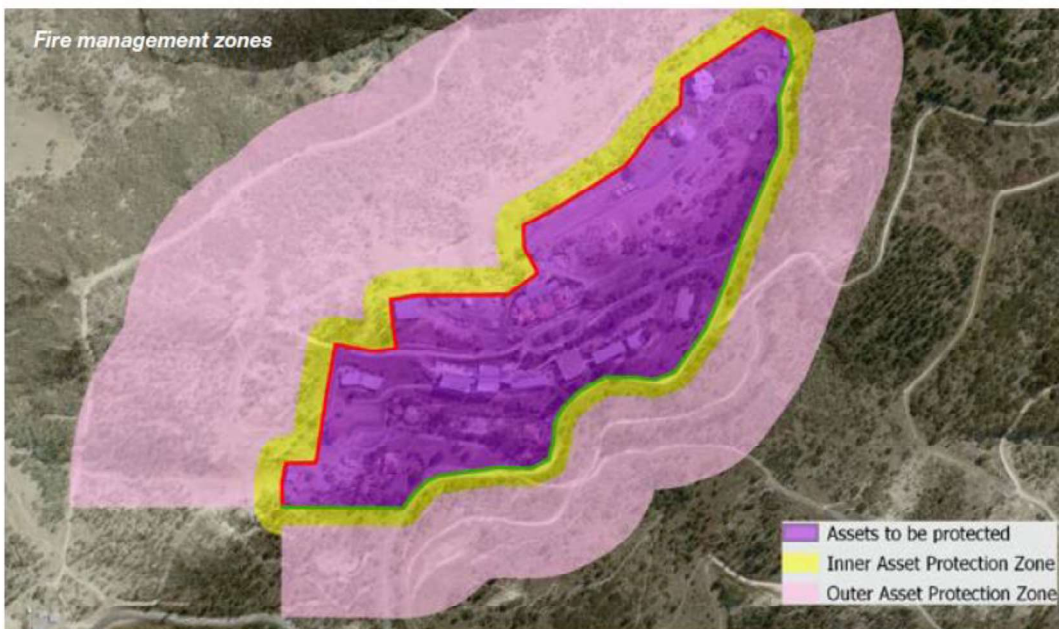 Fire management zones
Assets to be protected
Inner Asset Protection Zone
Outer Asset Protection Zone